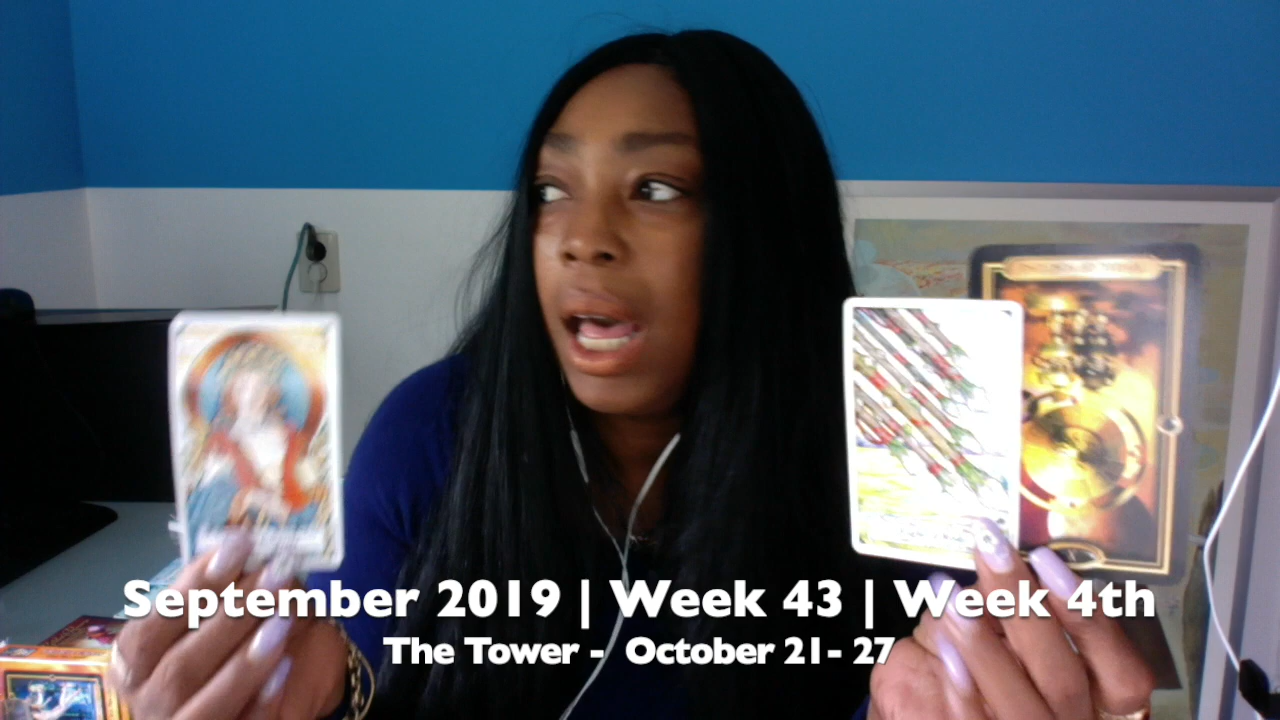 September 2019 | Week 43 | Week 4th
The Tower - October 21- 27